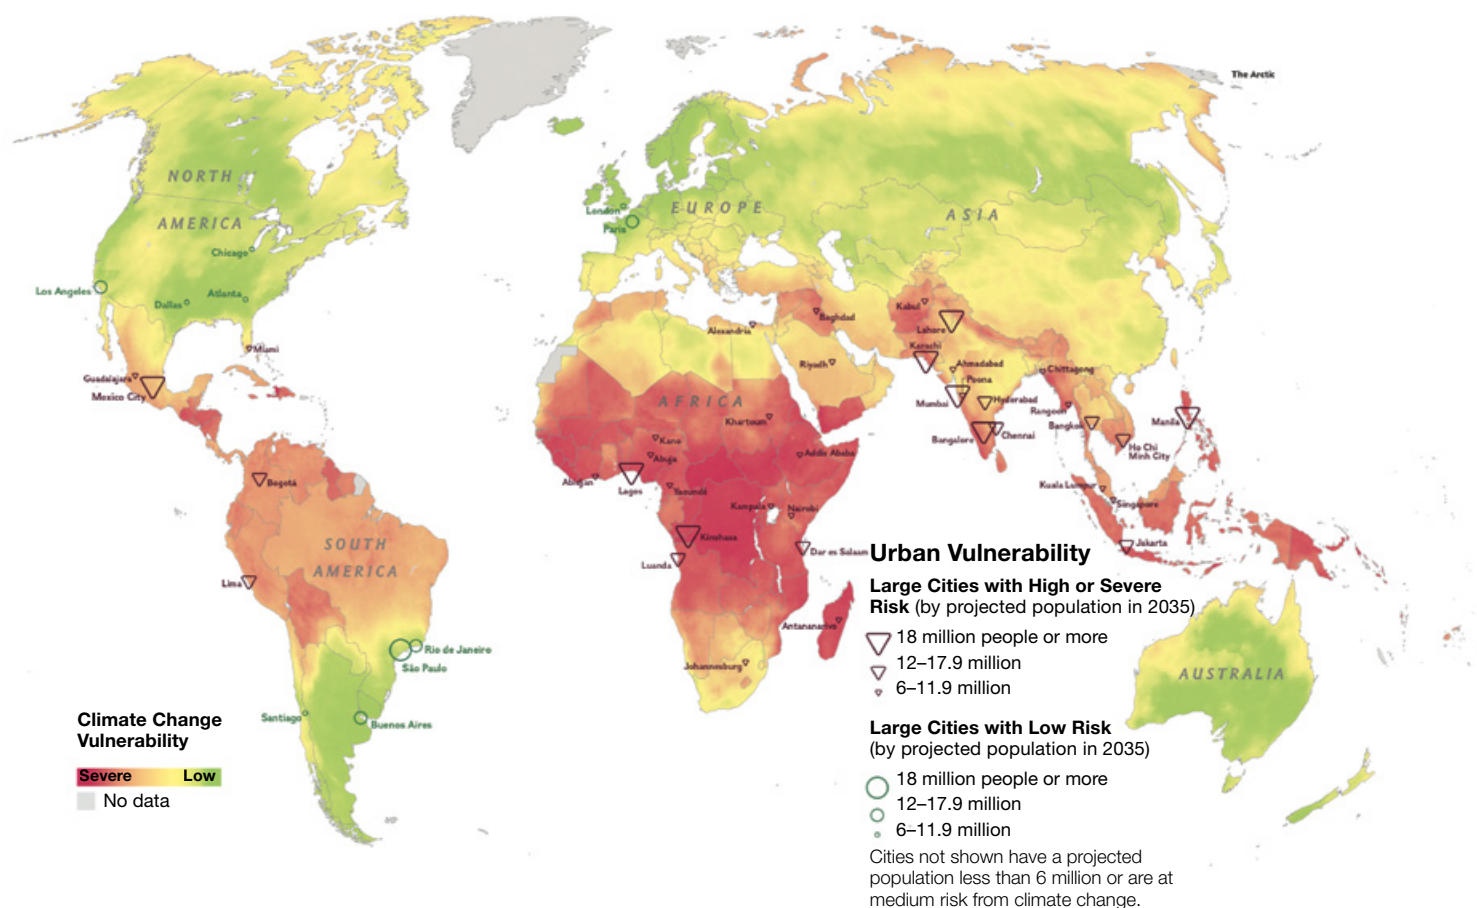 The Arctic
NORTH
AMERICA
EUROPE
ASIA
London
Paris
Chicago
Los Angeles
Dallas
Atlanta
Miami
Guadalajara
Mexico City
Alexandria
Baghdad
Kabul
Lahore
Karachi
Riyadh
Ahmadabad
Poona
Chittagong
Mumbai
Hyderabad
Rangoon
Bangkok
Manila
Bangalore
Chennai
Ho Chi
Minh City
AFRICA
Khartoum
Kano
Abuja
Addis Ababa
Abidjan
Lagos
Yaoundé
Kampala
Nairobi
Kinshasa
Luanda
Dar es Salaam
Kuala Lumpur
Singapore
Jakarta
Bogotá
SOUTH
AMERICA
Lima
Antananarivo
Johannesburg
Rio de Janeiro
São Paulo
Santiago
Buenos Aires
AUSTRALIA
Climate Change
Vulnerability
Severe Low
No data
Urban Vulnerability
Large Cities with High or Severe
Risk (by projected population in 2035)
18 million people or more
12–17.9 million
6–11.9 million
Large Cities with Low Risk
(by projected population in 2035)
18 million people or more
12–17.9 million
6–11.9 million
Cities not shown have a projected
population less than 6 million or are at
medium risk from climate change.